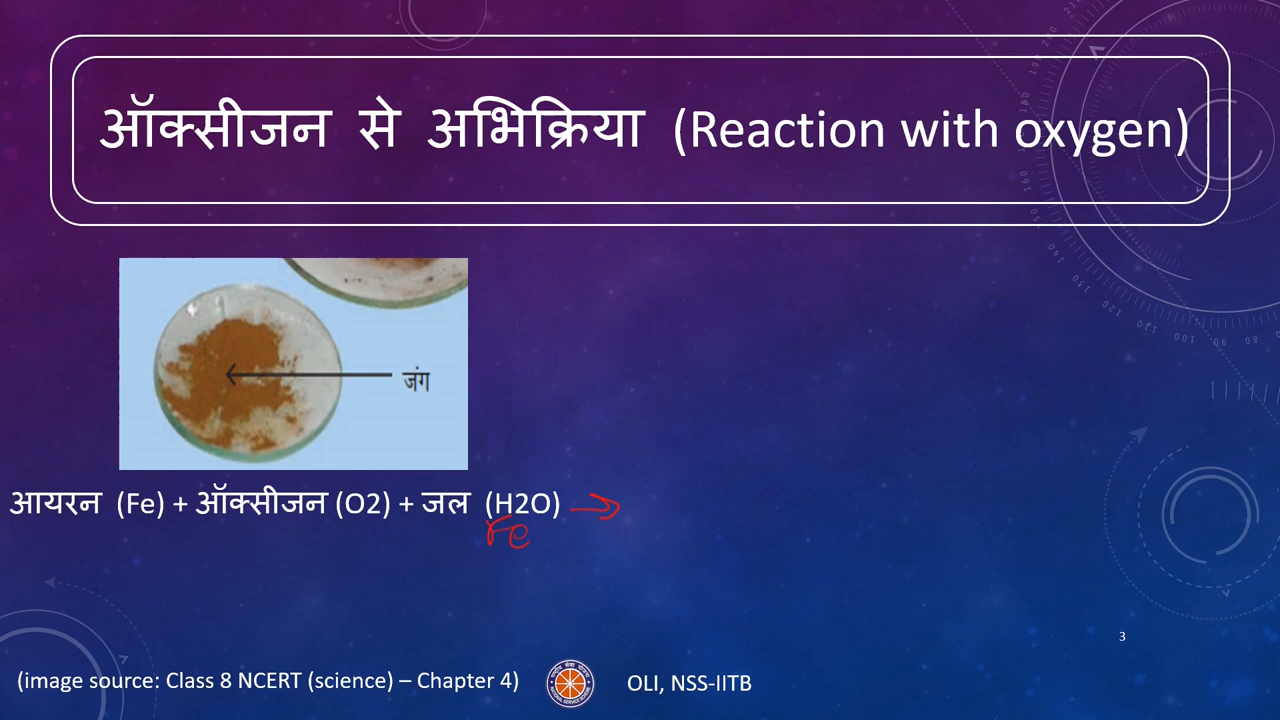 ऑक्सीजन से अभिक्रिया (Reaction with oxygen)
जंग
आयरन (Fe) + ऑक्सीजन (O2) + जल (H2O) →
Fe
3
(image source: Class 8 NCERT (science) – Chapter 4)
OLI, NSS-IITB